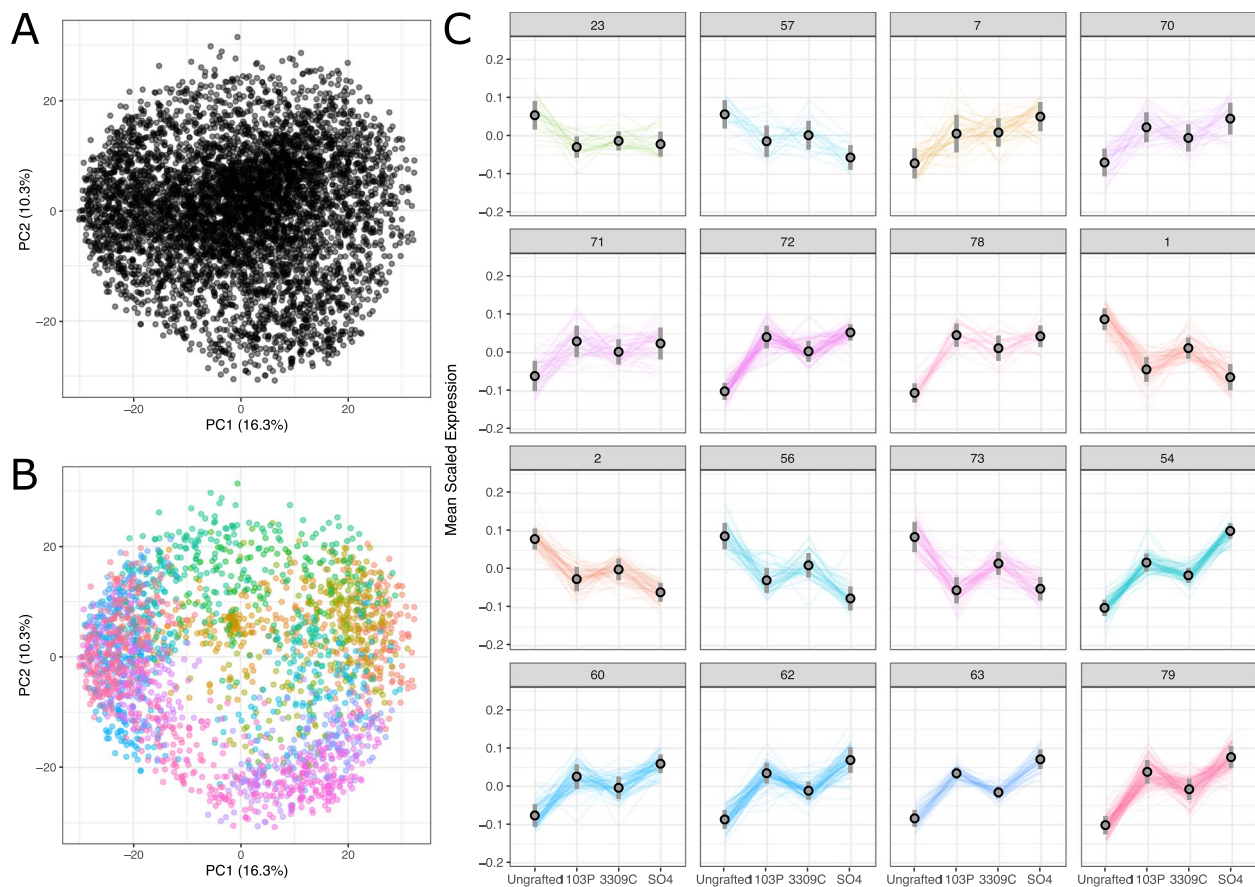 A
20
0
−20
PC2 (10.3%)
−20 0 20
PC1 (16.3%)
B
20
0
−20
PC2 (10.3%)
−20 0 20
PC1 (16.3%)
C
Mean Scaled Expression
23 57 7 70
0.2
0.1
0.0
−0.1
−0.2
71 72 78 1
0.2
0.1
0.0
−0.1
−0.2
2 56 73 54
0.2
0.1
0.0
−0.1
−0.2
60 62 63 79
0.2
0.1
0.0
−0.1
−0.2
Ungrafted 1103P 3309C SO4 Ungrafted 1103P 3309C SO4 Ungrafted 1103P 3309C SO4 Ungrafted 1103P 3309C SO4